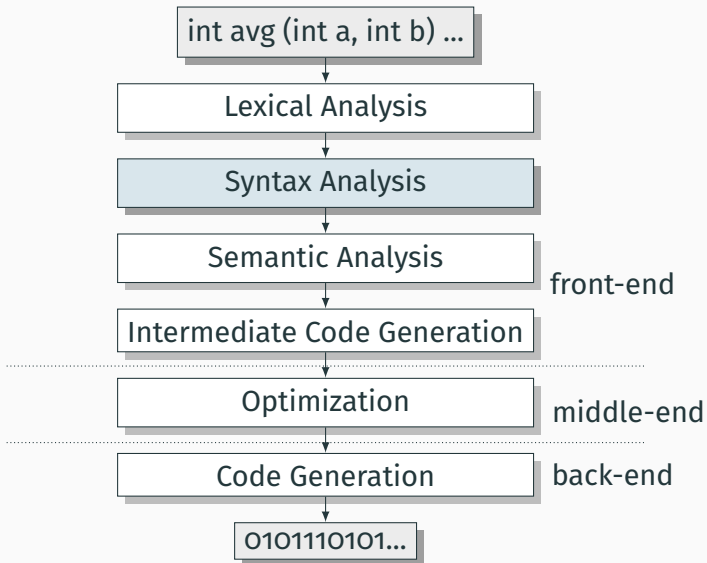 int avg (int a, int b) ...
Lexical Analysis
Syntax Analysis
Semantic Analysis
front-end
Intermediate Code Generation
Optimization
middle-end
Code Generation
back-end
0101110101...